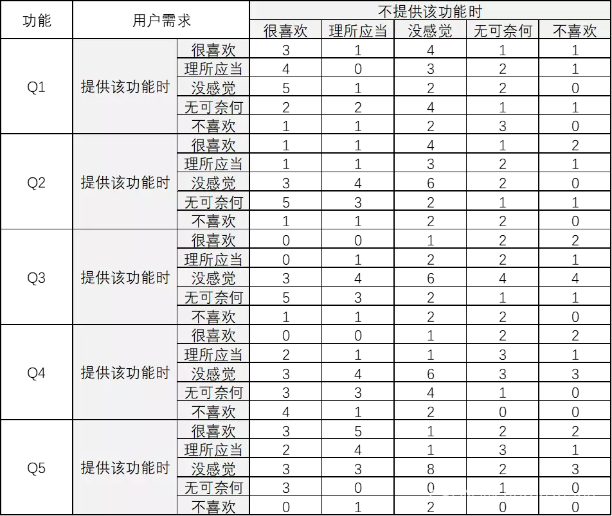 功能 用户需求 不提供该功能时
很喜欢 理所应当 没感觉 无可奈何 不喜欢
Q1 提供该功能时 很喜欢 3 1 4 1 1
理所应当 4 0 3 2 1
没感觉 5 1 2 2 0
无可奈何 2 2 4 1 1
不喜欢 1 1 2 3 0
Q2 提供该功能时 很喜欢 1 1 4 1 2
理所应当 1 1 3 2 1
没感觉 3 4 6 2 0
无可奈何 5 3 2 1 1
不喜欢 1 1 2 2 0
Q3 提供该功能时 很喜欢 0 0 1 2 2
理所应当 0 1 2 2 1
没感觉 3 4 6 4 4
无可奈何 5 3 2 1 1
不喜欢 1 1 2 2 0
Q4 提供该功能时 很喜欢 0 0 1 2 2
理所应当 2 1 1 3 1
没感觉 3 4 6 3 3
无可奈何 3 3 4 1 0
不喜欢 4 1 2 0 0
Q5 提供该功能时 很喜欢 3 5 1 2 2
理所应当 2 4 1 3 1
没感觉 3 3 8 2 3
无可奈何 3 0 0 1 0
不喜欢 0 1 2 0 0